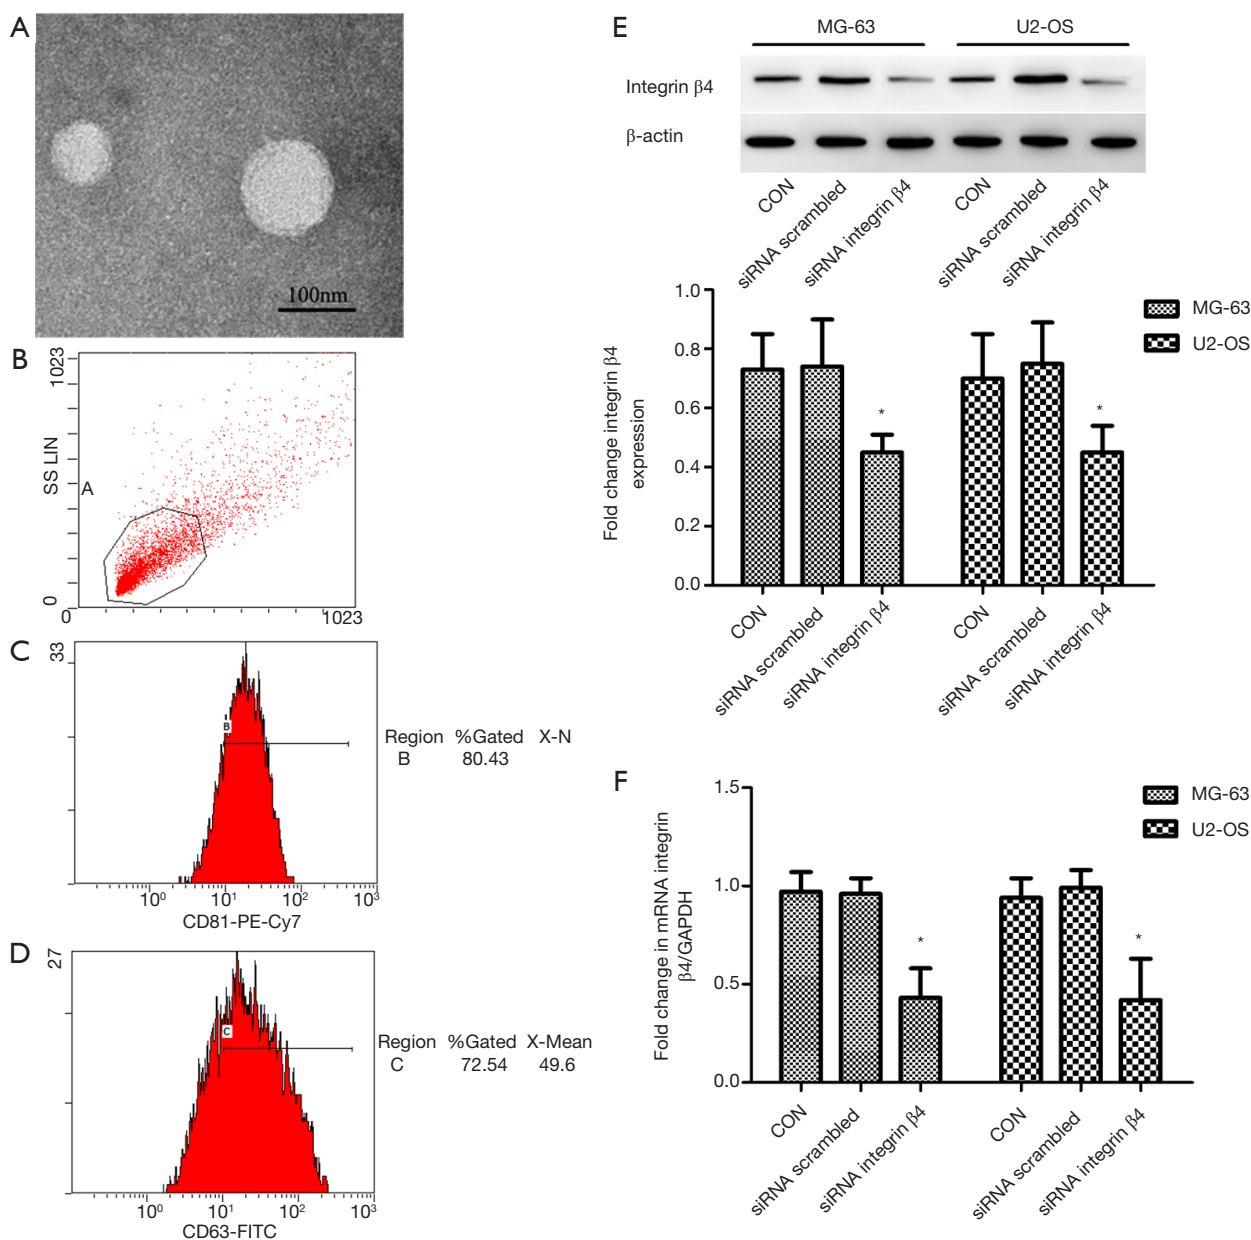 A
100nm
B
1023
SS LIN
A
0
0
1023
C
33
B
Region %Gated X-N
B 80.43
10⁰ 10¹ 10² 10³
CD81-PE-Cy7
D
27
C
Region %Gated X-Mean
C 72.54 49.6
10⁰ 10¹ 10² 10³
CD63-FITC
E
MG-63
U2-OS
Integrin β4
β-actin
CON
siRNA scrambled
siRNA integrin β4
CON
siRNA scrambled
siRNA integrin β4
MG-63
U2-OS
Fold change integrin β4
expression
1.0
0.8
0.6
0.4
0.2
0.0
*
*
CON
siRNA scrambled
siRNA integrin β4
CON
siRNA scrambled
siRNA integrin β4
F
MG-63
U2-OS
Fold change in mRNA integrin
β4/GAPDH
1.5
1.0
0.5
0.0
*
*
CON
siRNA scrambled
siRNA integrin β4
CON
siRNA scrambled
siRNA integrin β4